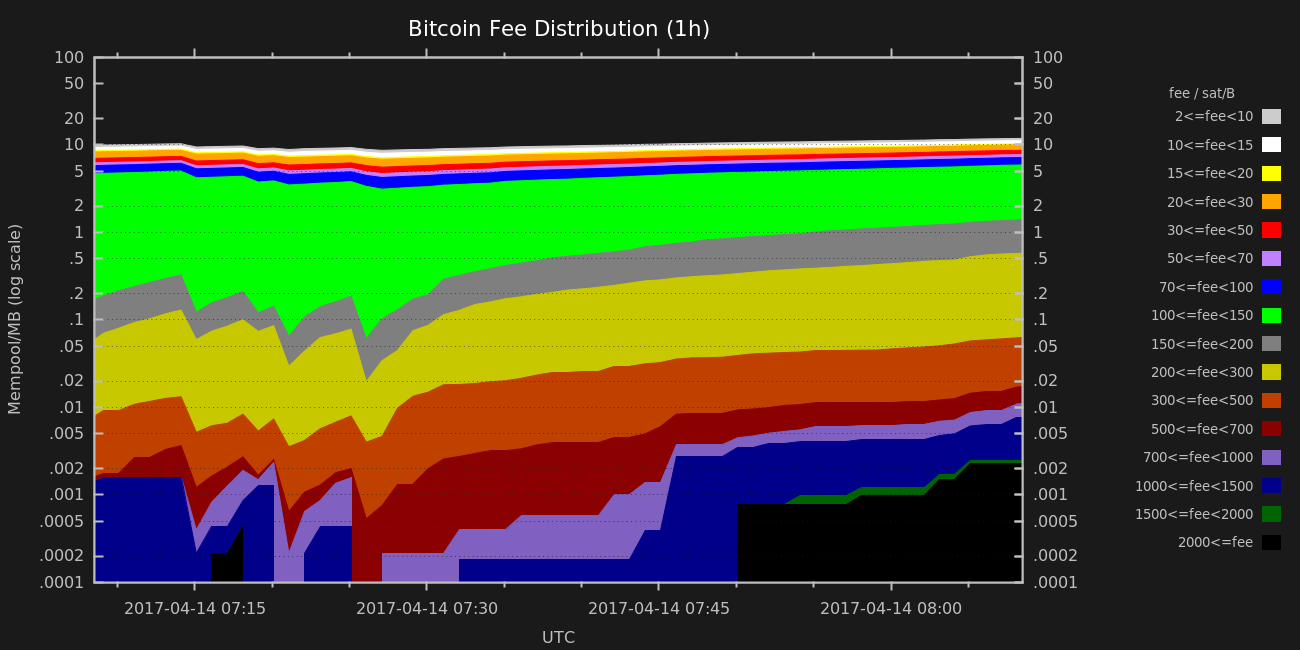 Bitcoin Fee Distribution (1h)
100 100
50 50
20 20
10 10
5 5
2 2
1 1
.5 .5
.2 .2
.1 .1
.05 .05
.02 .02
.01 .01
.005 .005
.002 .002
.001 .001
.0005 .0005
.0002 .0002
.0001 .0001
Mempool/MB (log scale)
2017-04-14 07:15 2017-04-14 07:30 2017-04-14 07:45 2017-04-14 08:00
UTC
fee / sat/B
2<=fee<10
10<=fee<15
15<=fee<20
20<=fee<30
30<=fee<50
50<=fee<70
70<=fee<100
100<=fee<150
150<=fee<200
200<=fee<300
300<=fee<500
500<=fee<700
700<=fee<1000
1000<=fee<1500
1500<=fee<2000
2000<=fee